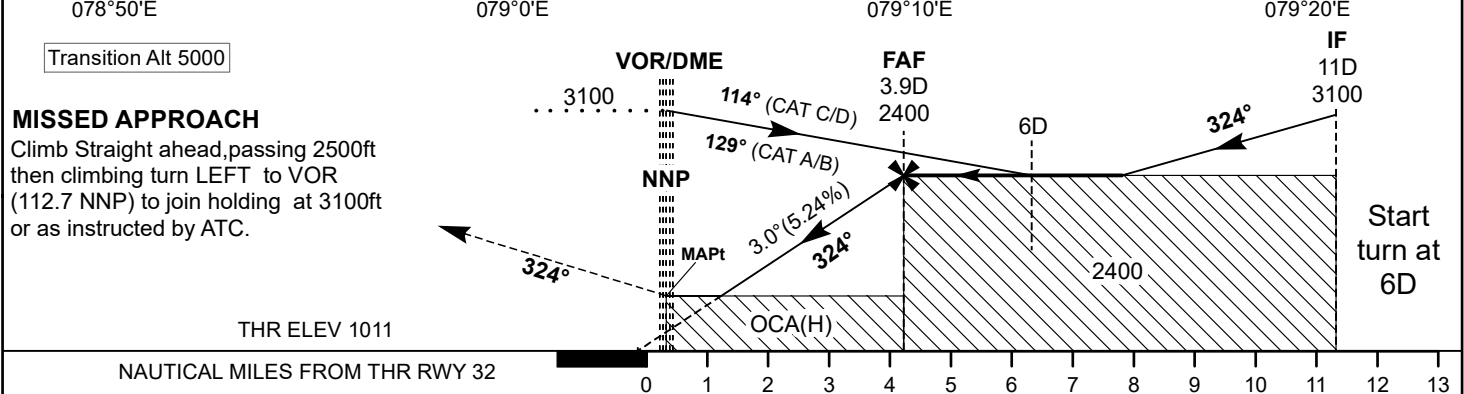 078°50'E 079°0'E 079°10'E 079°20'E
Transition Alt 5000
MISSED APPROACH
Climb Straight ahead,passing 2500ft
then climbing turn LEFT to VOR
(112.7 NNP) to join holding at 3100ft
or as instructed by ATC.
VOR/DME
3100
114° (CAT C/D)
129° (CAT A/B)
NNP
FAF
3.9D
2400
6D
IF
11D
3100
324°
3.0°(5.24%)
324°
MAPt
324°
2400
OCA(H)
Start
turn at
6D
THR ELEV 1011
NAUTICAL MILES FROM THR RWY 32
0 1 2 3 4 5 6 7 8 9 10 11 12 13